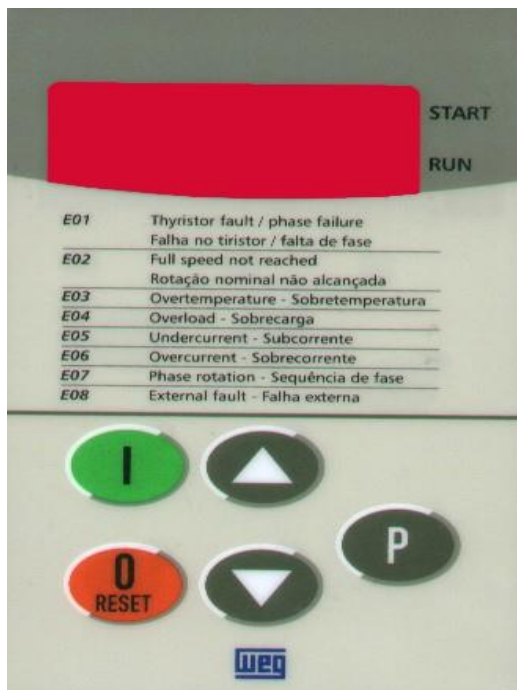 START
RUN
E01 Thyristor fault / phase failure
Falha no tiristor / falta de fase
E02 Full speed not reached
Rotação nominal não alcançada
E03 Overtemperature - Sobretemperatura
E04 Overload - Sobrecarga
E05 Undercurrent - Subcorrente
E06 Overcurrent - Sobrecorrente
E07 Phase rotation - Sequência de fase
E08 External fault - Falha externa
I
P
0
RESET
weg